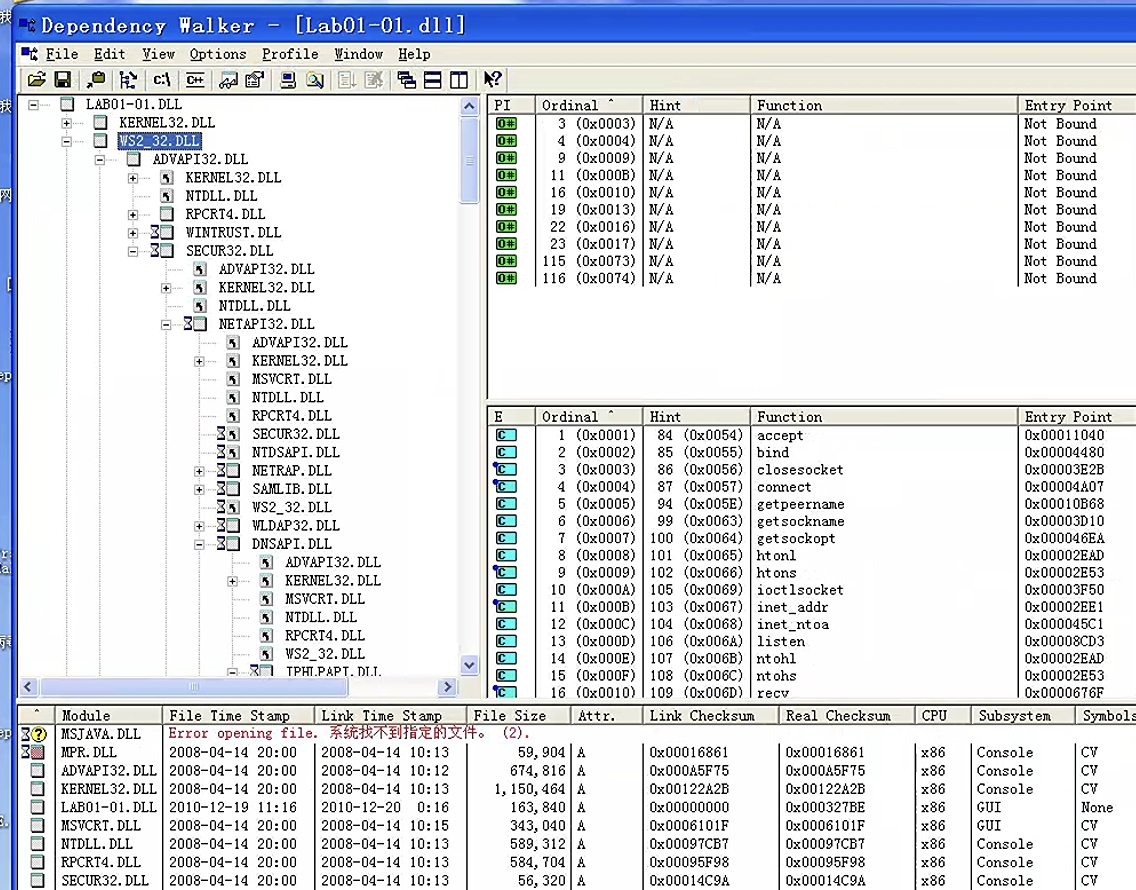 Dependency Walker - [Lab01-01.dll]
File Edit View Options Profile Window Help
C:\ C++
LAB01-01.DLL
KERNEL32.DLL
WS2_32.DLL
ADVAPI32.DLL
KERNEL32.DLL
NTDLL.DLL
RPCRT4.DLL
WINTRUST.DLL
SECUR32.DLL
ADVAPI32.DLL
KERNEL32.DLL
NTDLL.DLL
NETAPI32.DLL
ADVAPI32.DLL
KERNEL32.DLL
MSVCRT.DLL
NTDLL.DLL
RPCRT4.DLL
SECUR32.DLL
NTDSAPI.DLL
NETRAP.DLL
SAMLIB.DLL
WS2_32.DLL
WLDAP32.DLL
DNSAPI.DLL
ADVAPI32.DLL
KERNEL32.DLL
MSVCRT.DLL
NTDLL.DLL
RPCRT4.DLL
WS2_32.DLL
IPHLPAPI.DLL
PI Ordinal ^ Hint Function Entry Point
O# 3 (0x0003) N/A N/A Not Bound
O# 4 (0x0004) N/A N/A Not Bound
O# 9 (0x0009) N/A N/A Not Bound
O# 11 (0x000B) N/A N/A Not Bound
O# 16 (0x0010) N/A N/A Not Bound
O# 19 (0x0013) N/A N/A Not Bound
O# 22 (0x0016) N/A N/A Not Bound
O# 23 (0x0017) N/A N/A Not Bound
O# 115 (0x0073) N/A N/A Not Bound
O# 116 (0x0074) N/A N/A Not Bound
E Ordinal ^ Hint Function Entry Point
C 1 (0x0001) 84 (0x0054) accept 0x00011040
C 2 (0x0002) 85 (0x0055) bind 0x00004480
C 3 (0x0003) 86 (0x0056) closesocket 0x00003E2B
C 4 (0x0004) 87 (0x0057) connect 0x00004A07
C 5 (0x0005) 94 (0x005E) getpeername 0x00010B68
C 6 (0x0006) 99 (0x0063) getsockname 0x00003D10
C 7 (0x0007) 100 (0x0064) getsockopt 0x000046EA
C 8 (0x0008) 101 (0x0065) htonl 0x00002EAD
C 9 (0x0009) 102 (0x0066) htons 0x00002E53
C 10 (0x000A) 105 (0x0069) ioctlsocket 0x00003F50
C 11 (0x000B) 103 (0x0067) inet_addr 0x00002EE1
C 12 (0x000C) 104 (0x0068) inet_ntoa 0x000045C1
C 13 (0x000D) 106 (0x006A) listen 0x00008CD3
C 14 (0x000E) 107 (0x006B) ntohl 0x00002EAD
C 15 (0x000F) 108 (0x006C) ntohs 0x00002E53
C 16 (0x0010) 109 (0x006D) recv 0x0000676F
^ Module File Time Stamp Link Time Stamp File Size Attr. Link Checksum Real Checksum CPU Subsystem Symbols
MSJAVA.DLL Error opening file. 系统找不到指定的文件。 (2).
MPR.DLL 2008-04-14 20:00 2008-04-14 10:13 59,904 A 0x00016861 0x00016861 x86 Console CV
ADVAPI32.DLL 2008-04-14 20:00 2008-04-14 10:12 674,816 A 0x000A5F75 0x000A5F75 x86 Console CV
KERNEL32.DLL 2008-04-14 20:00 2008-04-14 10:13 1,150,464 A 0x00122A2B 0x00122A2B x86 Console CV
LAB01-01.DLL 2010-12-19 11:16 2010-12-20 0:16 163,840 A 0x00000000 0x000327BE x86 GUI None
MSVCRT.DLL 2008-04-14 20:00 2008-04-14 10:15 343,040 A 0x0006101F 0x0006101F x86 GUI CV
NTDLL.DLL 2008-04-14 20:00 2008-04-14 10:13 589,312 A 0x00097CB7 0x00097CB7 x86 Console CV
RPCRT4.DLL 2008-04-14 20:00 2008-04-14 10:13 584,704 A 0x00095F98 0x00095F98 x86 Console CV
SECUR32.DLL 2008-04-14 20:00 2008-04-14 10:13 56,320 A 0x00014C9A 0x00014C9A x86 Console CV